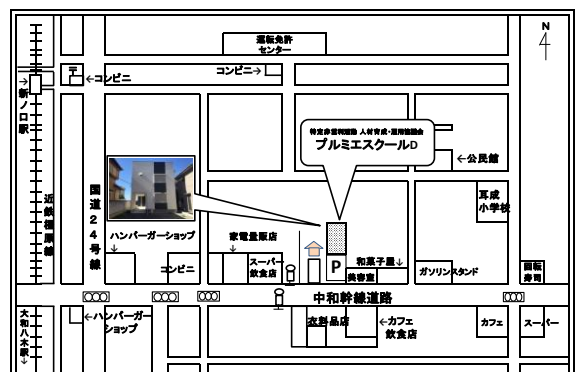 N
運転免許
センター
←コンビニ
コンビニ→
→新ノ口駅
特定非営利活動 人材育成・運用協議会
プルミエスクールD
←公民館
近鉄橿原線
国道24号線
耳成
小学校
ハンバーガーショップ
↓
家電量販店
↓
コンビニ
スーパー
飲食店
P
和菓子屋↓
美容室
ガソリンスタンド
回転
寿司
中和幹線道路
大和八木駅↓
←ハンバーガー
ショップ
衣料品店
←カフェ
飲食店
カフェ
スーパー